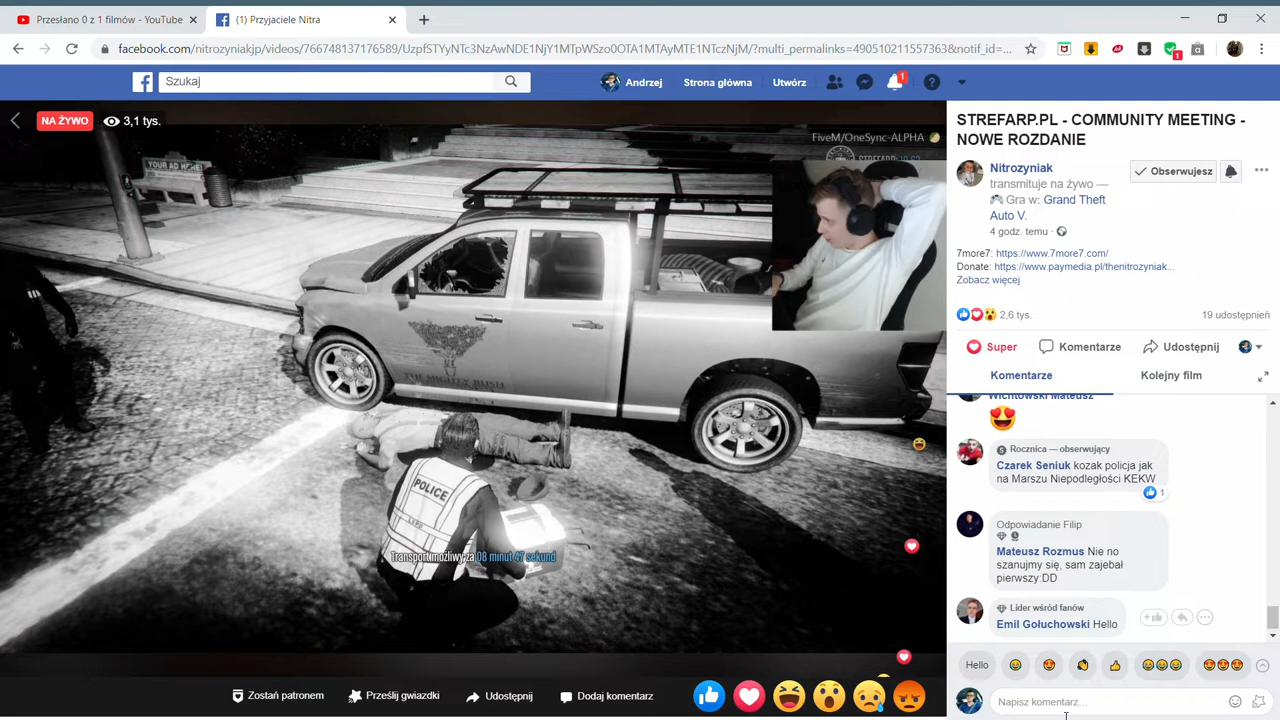 Przesłano 0 z 1 filmów - YouTube
(1) Przyjaciele Nitra
facebook.com/nitrozyniakjp/videos/766748137176589/UzpfSTYyNTc3NzAwNDE1NjY1MTpWSzo0OTA1MTAyMTE1NTczNjM/?multi_permalinks=490510211557363&notif_id=...
1
Szukaj
Andrzej
Strona główna
Utwórz
1
NA ŻYWO
3,1 tys.
FiveM/OneSync-ALPHA
YOUR AD HERE!
THE MIGHTY BUSH
POLICE
Transport możliwy za 08 minut 47 sekund
Zostań patronem
Prześlij gwiazdki
Udostępnij
Dodaj komentarz
STREFARP.PL - COMMUNITY MEETING -
NOWE ROZDANIE
Nitrozyniak
transmituje na żywo —
Gra w: Grand Theft
Auto V.
4 godz. temu
Obserwujesz
7more7: https://www.7more7.com/
Donate: https://www.paymedia.pl/thenitrozyniak...
Zobacz więcej
2,6 tys.
19 udostępnień
Super
Komentarze
Udostępnij
Komentarze
Kolejny film
Wichtowski Mateusz
Rocznica — obserwujący
Czarek Seniuk kozak policja jak
na Marszu Niepodległości KEKW
1
Odpowiadanie Filip
Mateusz Rozmus Nie no
szanujmy się, sam zajebał
pierwszy:DD
Lider wśród fanów
Emil Gołuchowski Hello
Hello
Napisz komentarz...